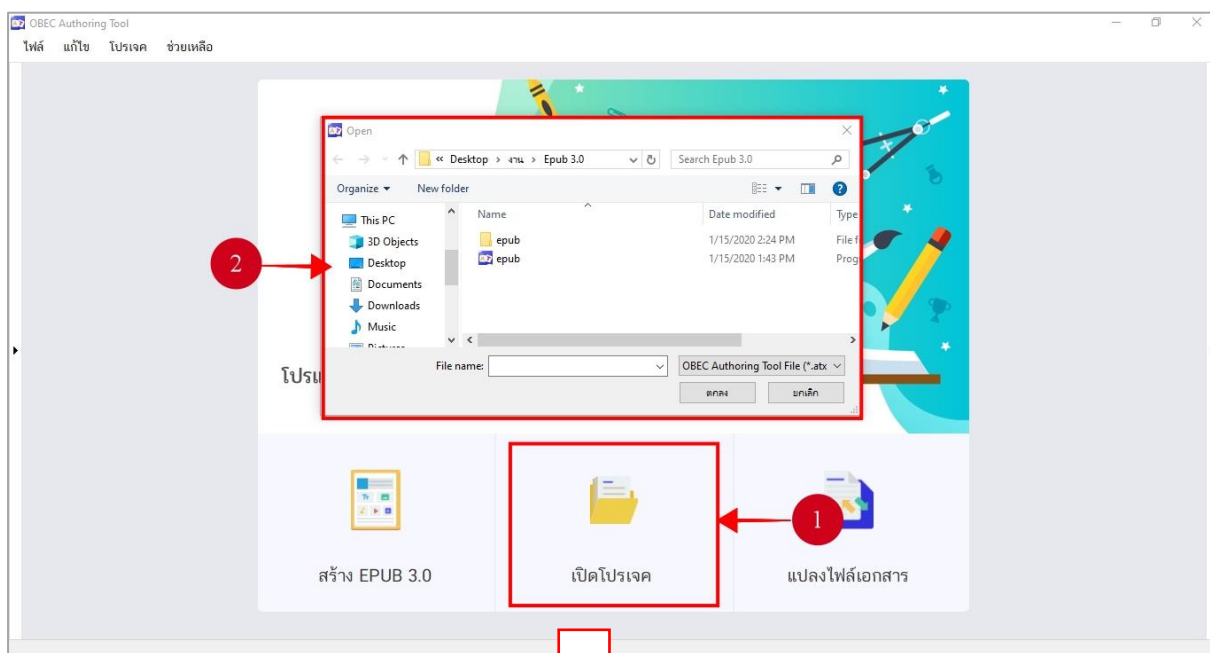 OBEC Authoring Tool
ไฟล์ แก้ไข โปรเจค ช่วยเหลือ
Open
« Desktop › งาน › Epub 3.0
Search Epub 3.0
Organize New folder
This PC
3D Objects
Desktop
Documents
Downloads
Music
Name Date modified Type
epub 1/15/2020 2:24 PM File f
epub 1/15/2020 1:43 PM Prog
File name:
OBEC Authoring Tool File (*.atx
ตกลง ยกเลิก
2
1
สร้าง EPUB 3.0
เปิดโปรเจค
แปลงไฟล์เอกสาร